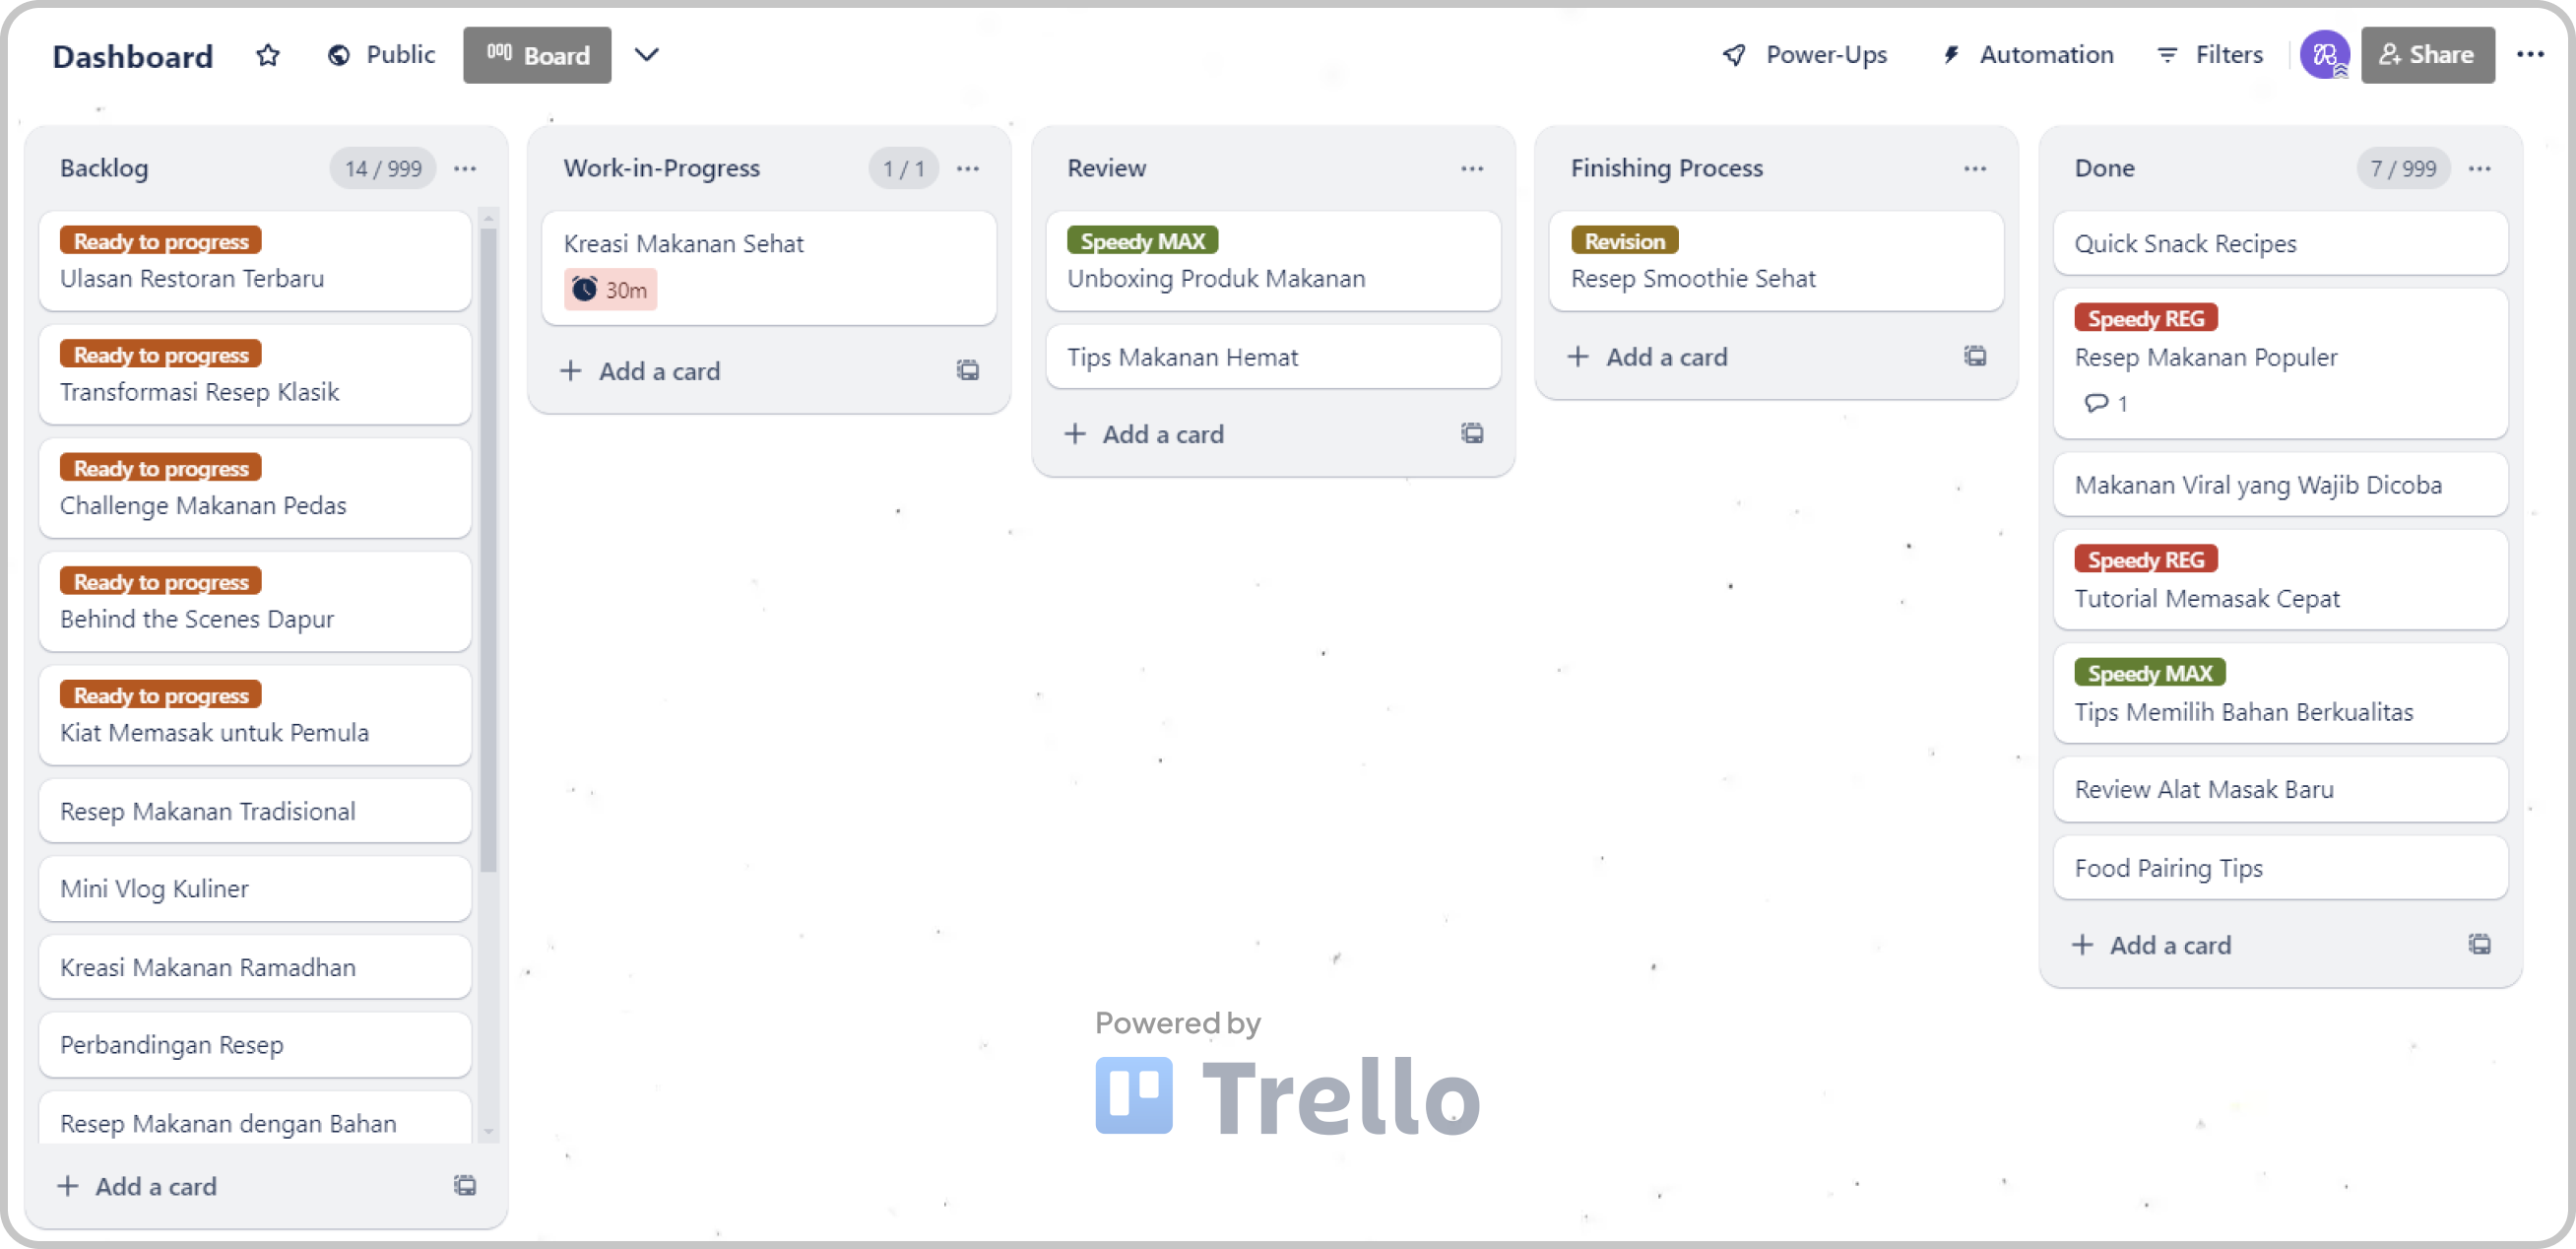 Dashboard
Public
Board
Power-Ups
Automation
Filters
Share
Backlog
14 / 999
Ready to progress
Ulasan Restoran Terbaru
Ready to progress
Transformasi Resep Klasik
Ready to progress
Challenge Makanan Pedas
Ready to progress
Behind the Scenes Dapur
Ready to progress
Kiat Memasak untuk Pemula
Resep Makanan Tradisional
Mini Vlog Kuliner
Kreasi Makanan Ramadhan
Perbandingan Resep
Resep Makanan dengan Bahan
Add a card
Work-in-Progress
1 / 1
Kreasi Makanan Sehat
30m
Add a card
Review
Speedy MAX
Unboxing Produk Makanan
Tips Makanan Hemat
Add a card
Finishing Process
Revision
Resep Smoothie Sehat
Add a card
Done
7 / 999
Quick Snack Recipes
Speedy REG
Resep Makanan Populer
1
Makanan Viral yang Wajib Dicoba
Speedy REG
Tutorial Memasak Cepat
Speedy MAX
Tips Memilih Bahan Berkualitas
Review Alat Masak Baru
Food Pairing Tips
Add a card
Powered by
Trello